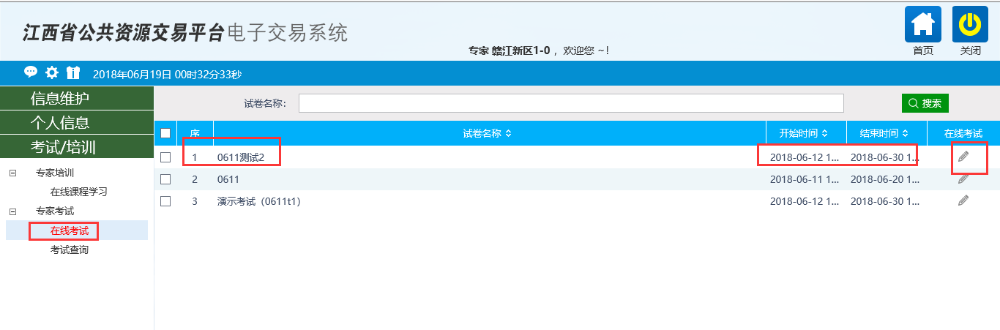 江西省公共资源交易平台电子交易系统
专家 赣江新区1-0 ，欢迎您 ~！
首页 关闭
2018年06月19日 00时32分33秒
信息维护
个人信息
考试/培训
专家培训
在线课程学习
专家考试
在线考试
考试查询
试卷名称：
搜索
序 试卷名称 开始时间 结束时间 在线考试
1 0611测试2 2018-06-12 1... 2018-06-30 1...
2 0611 2018-06-11 1... 2018-06-20 1...
3 演示考试（0611t1） 2018-06-12 1... 2018-06-30 1...